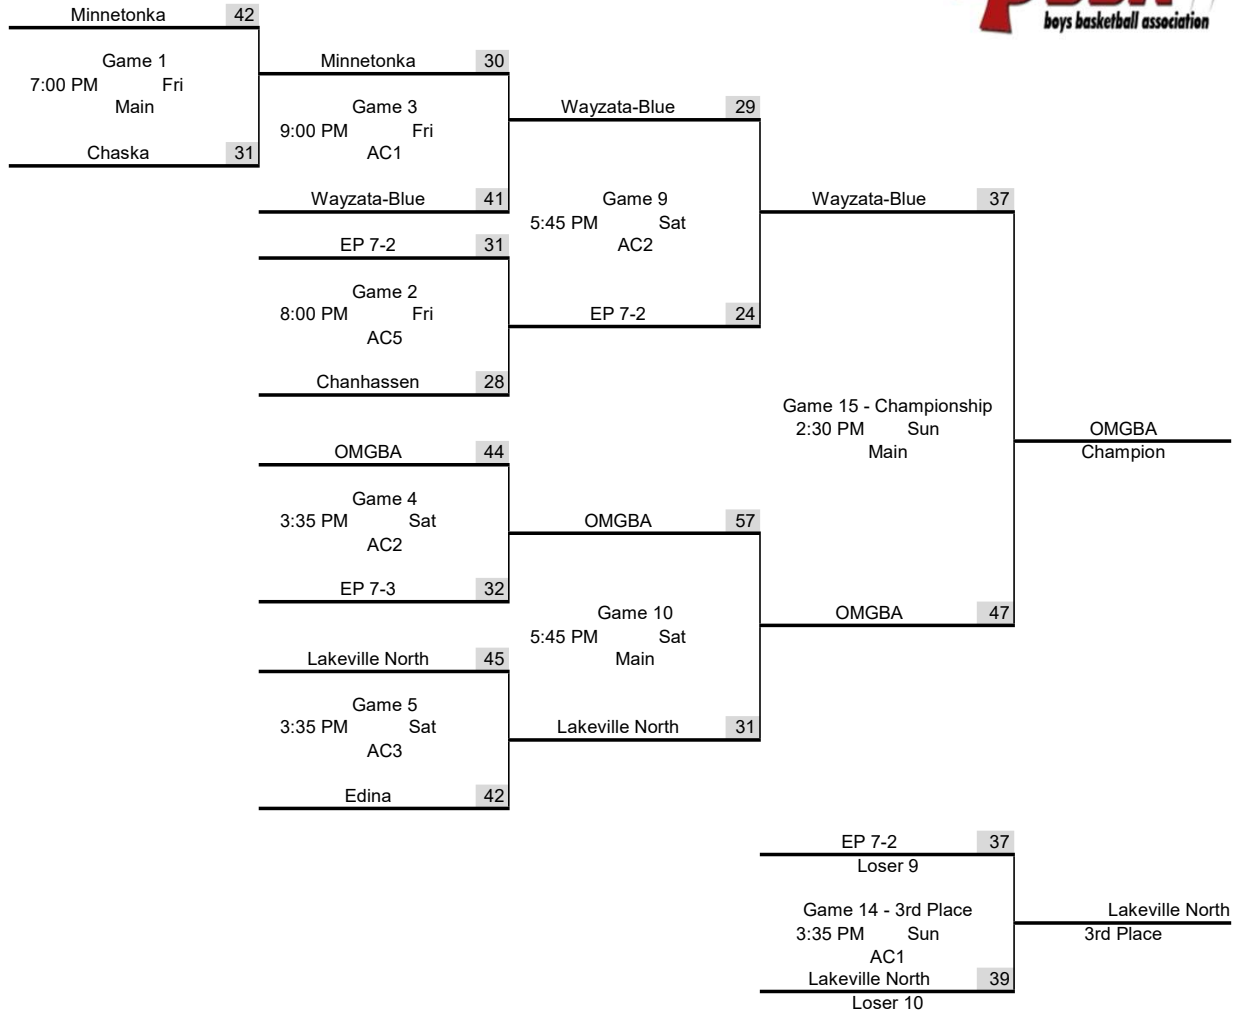 boys basketball association
Minnetonka 42
Game 1
7:00 PM Fri
Main
Chaska 31
Minnetonka 30
Game 3
9:00 PM Fri
AC1
Wayzata-Blue 41
EP 7-2 31
Game 2
8:00 PM Fri
AC5
Chanhassen 28
OMGBA 44
Game 4
3:35 PM Sat
AC2
EP 7-3 32
Lakeville North 45
Game 5
3:35 PM Sat
AC3
Edina 42
Wayzata-Blue 29
Game 9
5:45 PM Sat
AC2
EP 7-2 24
OMGBA 57
Game 10
5:45 PM Sat
Main
Lakeville North 31
Wayzata-Blue 37
Game 15 - Championship
2:30 PM Sun
Main
OMGBA 47
OMGBA
Champion
EP 7-2 37
Loser 9
Game 14 - 3rd Place
3:35 PM Sun
AC1
Lakeville North 39
Loser 10
Lakeville North
3rd Place